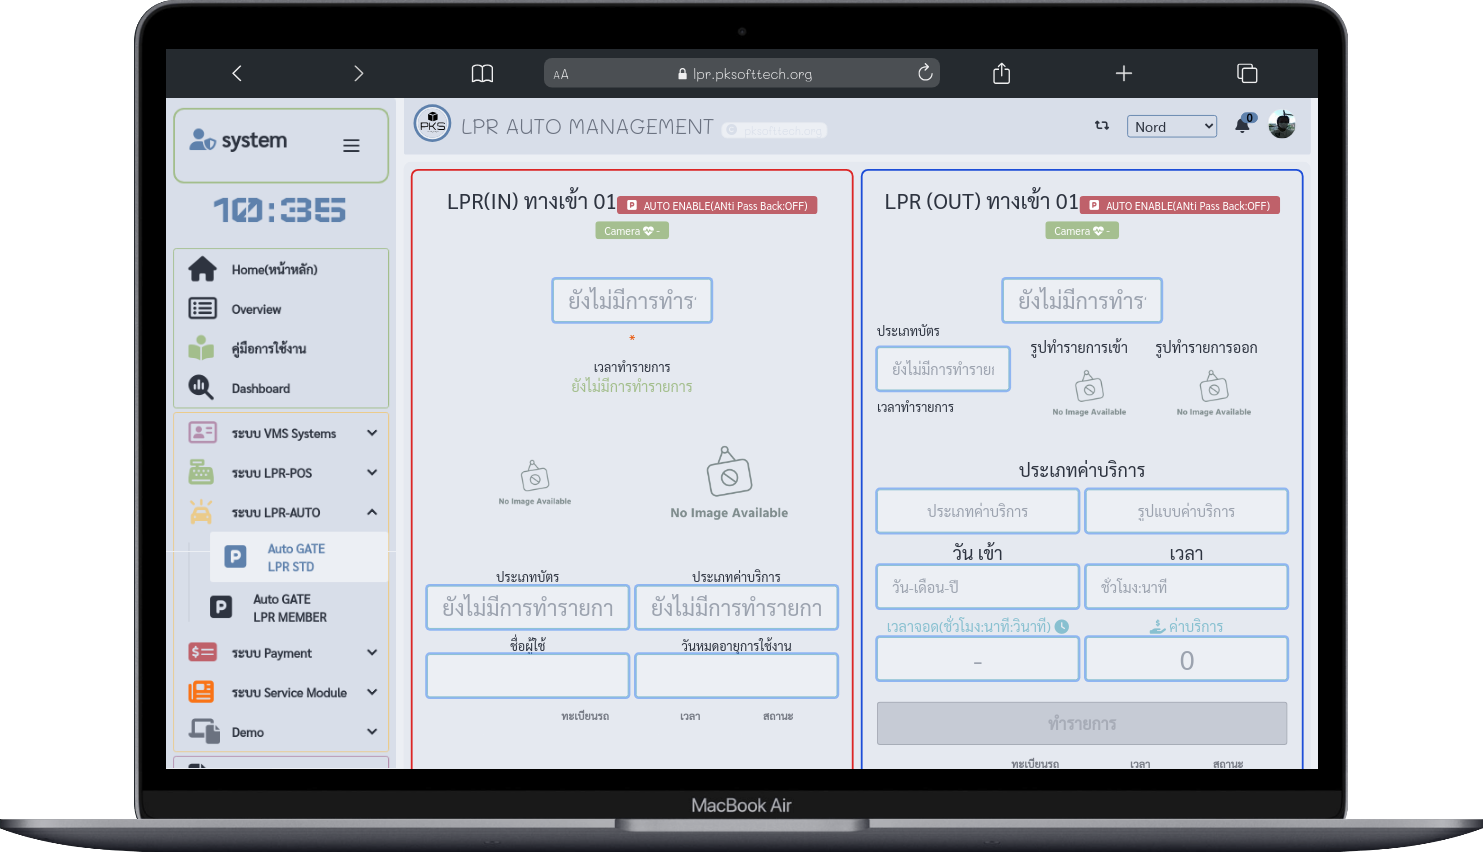 AA
lpr.pksofttech.org
system
10:35
Home(หน้าหลัก)
Overview
คู่มือการใช้งาน
Dashboard
ระบบ VMS Systems
ระบบ LPR-POS
ระบบ LPR-AUTO
Auto GATE
LPR STD
Auto GATE
LPR MEMBER
ระบบ Payment
ระบบ Service Module
Demo
PKS
LPR AUTO MANAGEMENT
pksofttech.org
Nord
0
LPR(IN) ทางเข้า 01
P AUTO ENABLE(ANti Pass Back:OFF)
Camera -
ยังไม่มีการทำร
*
เวลาทำรายการ
ยังไม่มีการทำรายการ
No Image Available
No Image Available
ประเภทบัตร
ประเภทค่าบริการ
ยังไม่มีการทำรายกา
ยังไม่มีการทำรายกา
ชื่อผู้ใช้
วันหมดอายุการใช้งาน
ทะเบียนรถ
เวลา
สถานะ
LPR (OUT) ทางเข้า 01
P AUTO ENABLE(ANti Pass Back:OFF)
Camera -
ยังไม่มีการทำร
ประเภทบัตร
ยังไม่มีการทำราย
เวลาทำรายการ
รูปทำรายการเข้า
รูปทำรายการออก
No Image Available
No Image Available
ประเภทค่าบริการ
ประเภทค่าบริการ
รูปแบบค่าบริการ
วัน เข้า
เวลา
วัน-เดือน-ปี
ชั่วโมง:นาที
เวลาจอด(ชั่วโมง:นาที:วินาที)
ค่าบริการ
-
0
ทำรายการ
ทะเบียนรถ
เวลา
สถานะ
MacBook Air